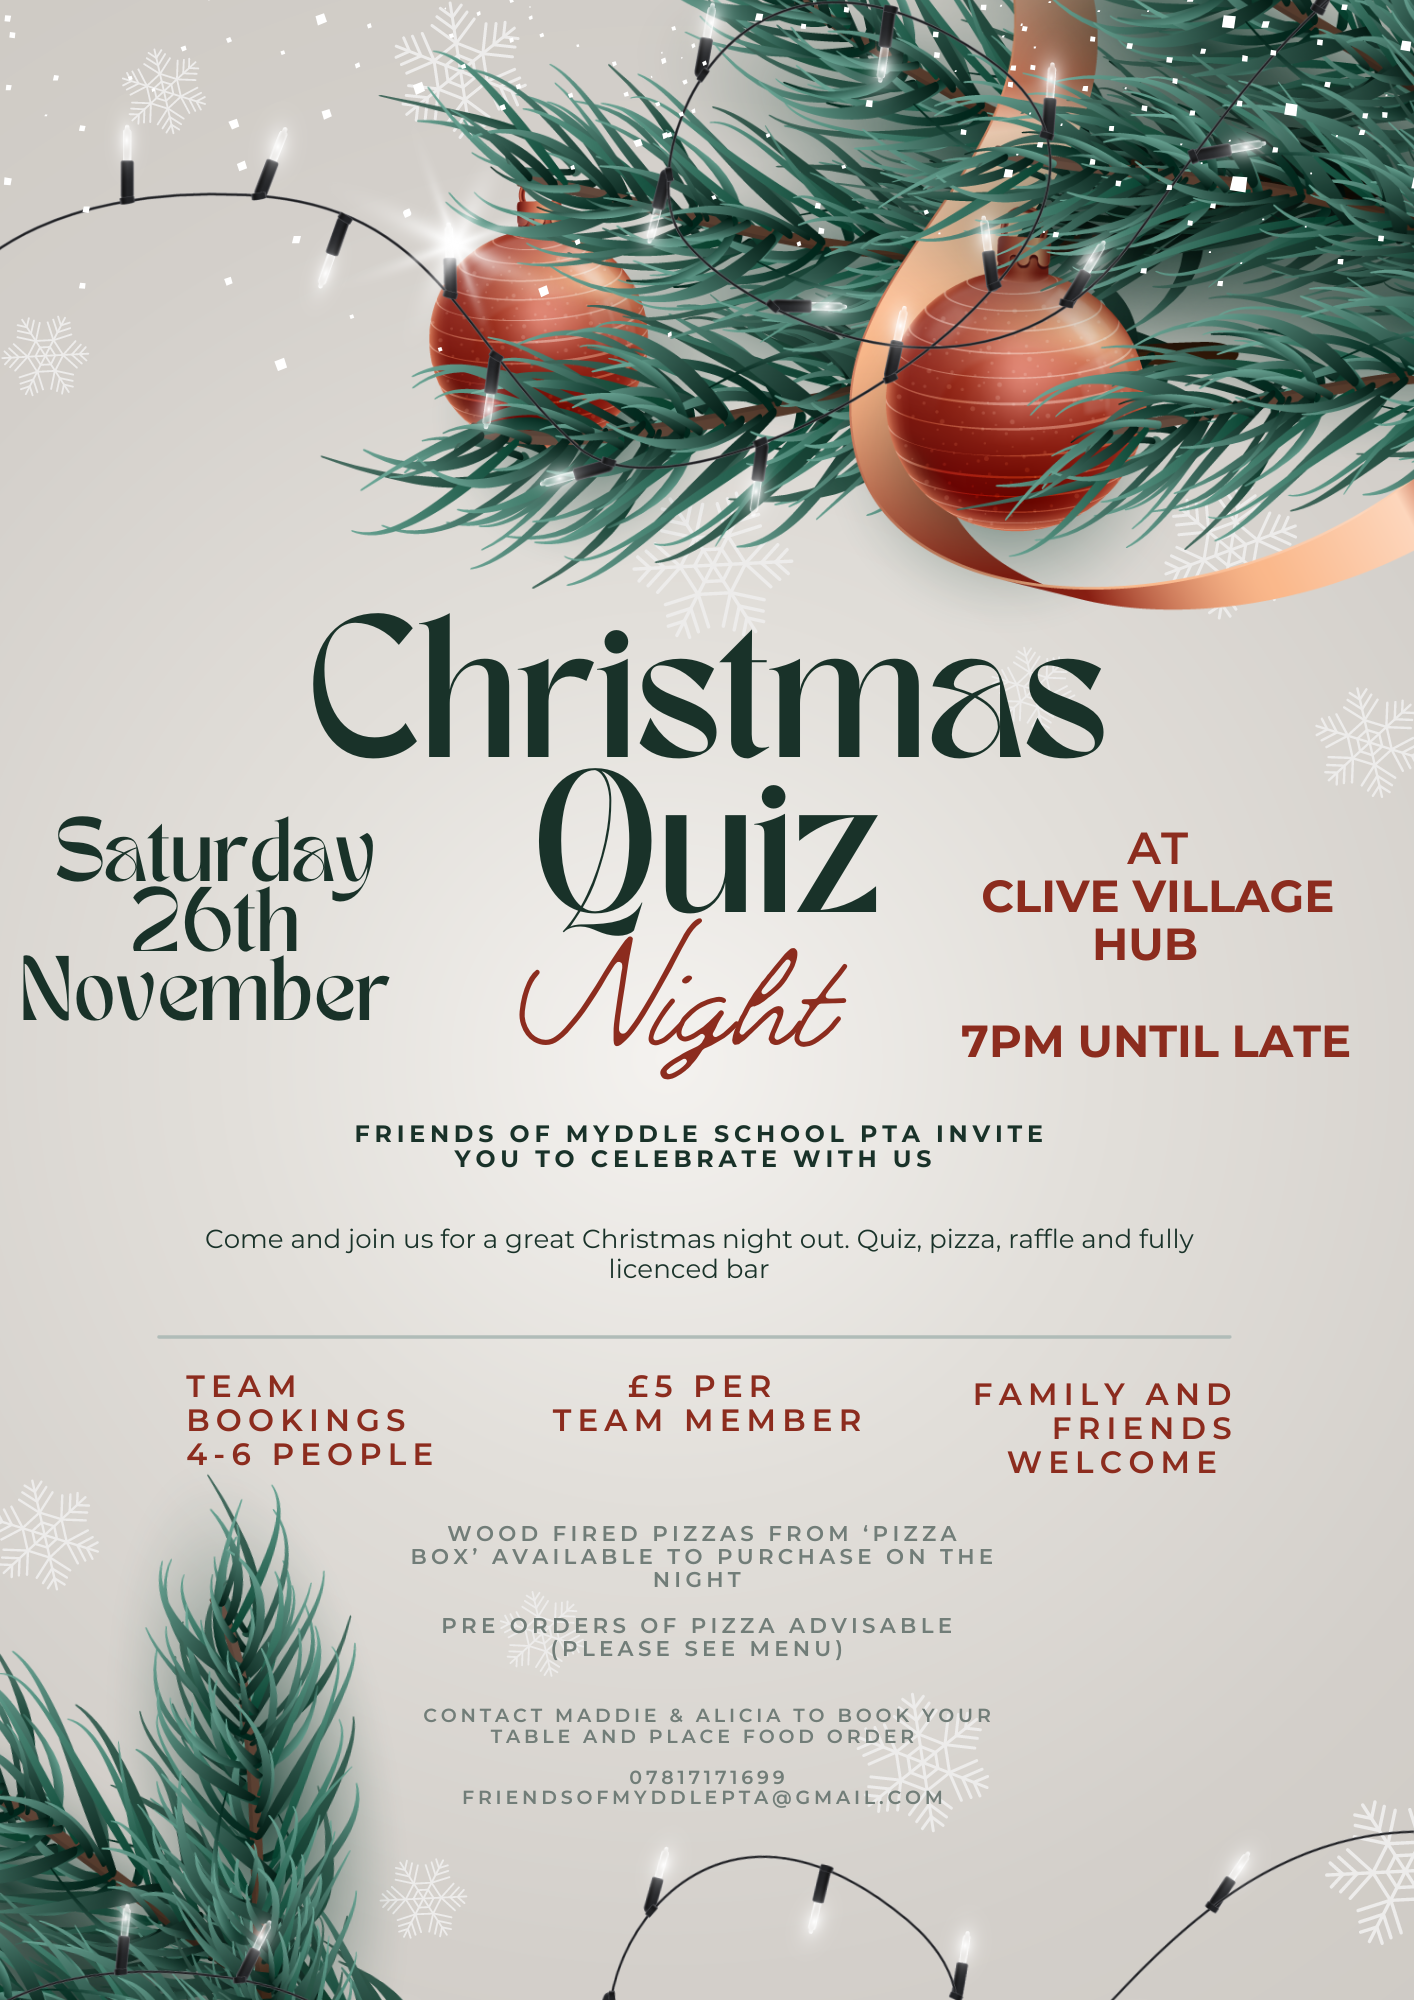 Christmas
Quiz
Night
Saturday
26th
November
AT
CLIVE VILLAGE
HUB
7PM UNTIL LATE
FRIENDS OF MYDDLE SCHOOL PTA INVITE
YOU TO CELEBRATE WITH US
Come and join us for a great Christmas night out. Quiz, pizza, raffle and fully
licenced bar
TEAM
BOOKINGS
4-6 PEOPLE
£5 PER
TEAM MEMBER
FAMILY AND
FRIENDS
WELCOME
WOOD FIRED PIZZAS FROM ‘PIZZA
BOX’ AVAILABLE TO PURCHASE ON THE
NIGHT
PRE ORDERS OF PIZZA ADVISABLE
(PLEASE SEE MENU)
CONTACT MADDIE & ALICIA TO BOOK YOUR
TABLE AND PLACE FOOD ORDER
07817171699
FRIENDSOFMYDDLEPTA@GMAIL.COM